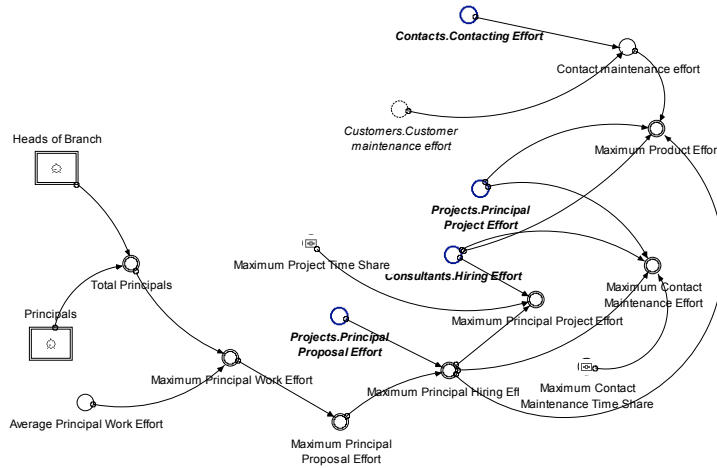 Contacts.Contacting Effort
Contact maintenance effort
Customers.Customer
maintenance effort
Heads of Branch
Maximum Product Effor
Projects.Principal
Project Effort
Maximum Project Time Share
Consultants.Hiring Effort
Total Principals
Maximum Contact
Maintenance Effort
Principals
Maximum Principal Project Effort
Projects.Principal
Proposal Effort
Maximum Principal Work Effort
Maximum Principal Hiring Eff
Maximum Contact
Maintenance Time Share
Average Principal Work Effort
Maximum Principal
Proposal Effort